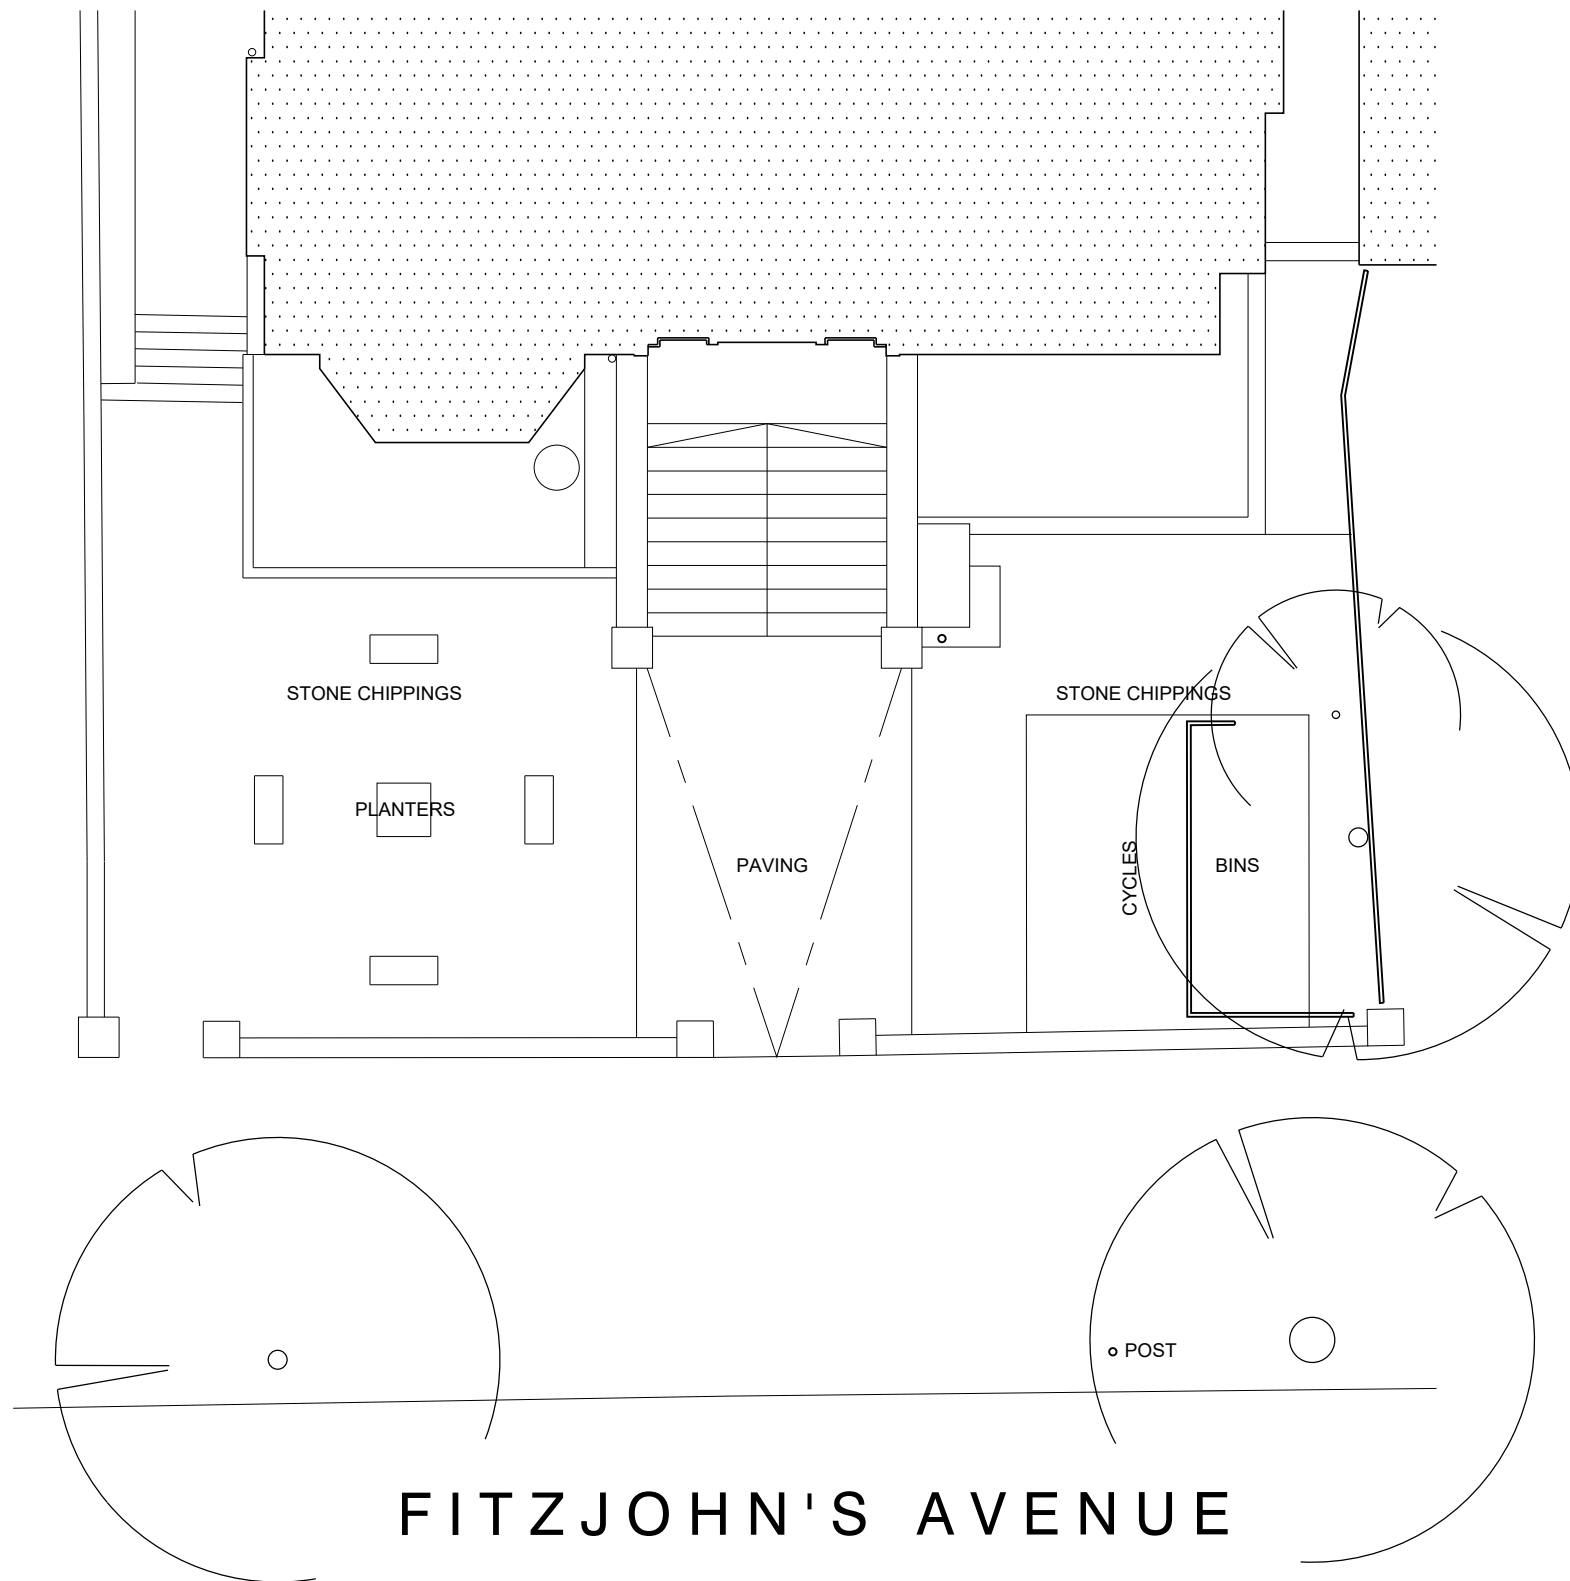 STONE CHIPPINGS
STONE CHIPPINGS
PLANTERS
PAVING
CYCLES
BINS
POST
FITZJOHN'S AVENUE